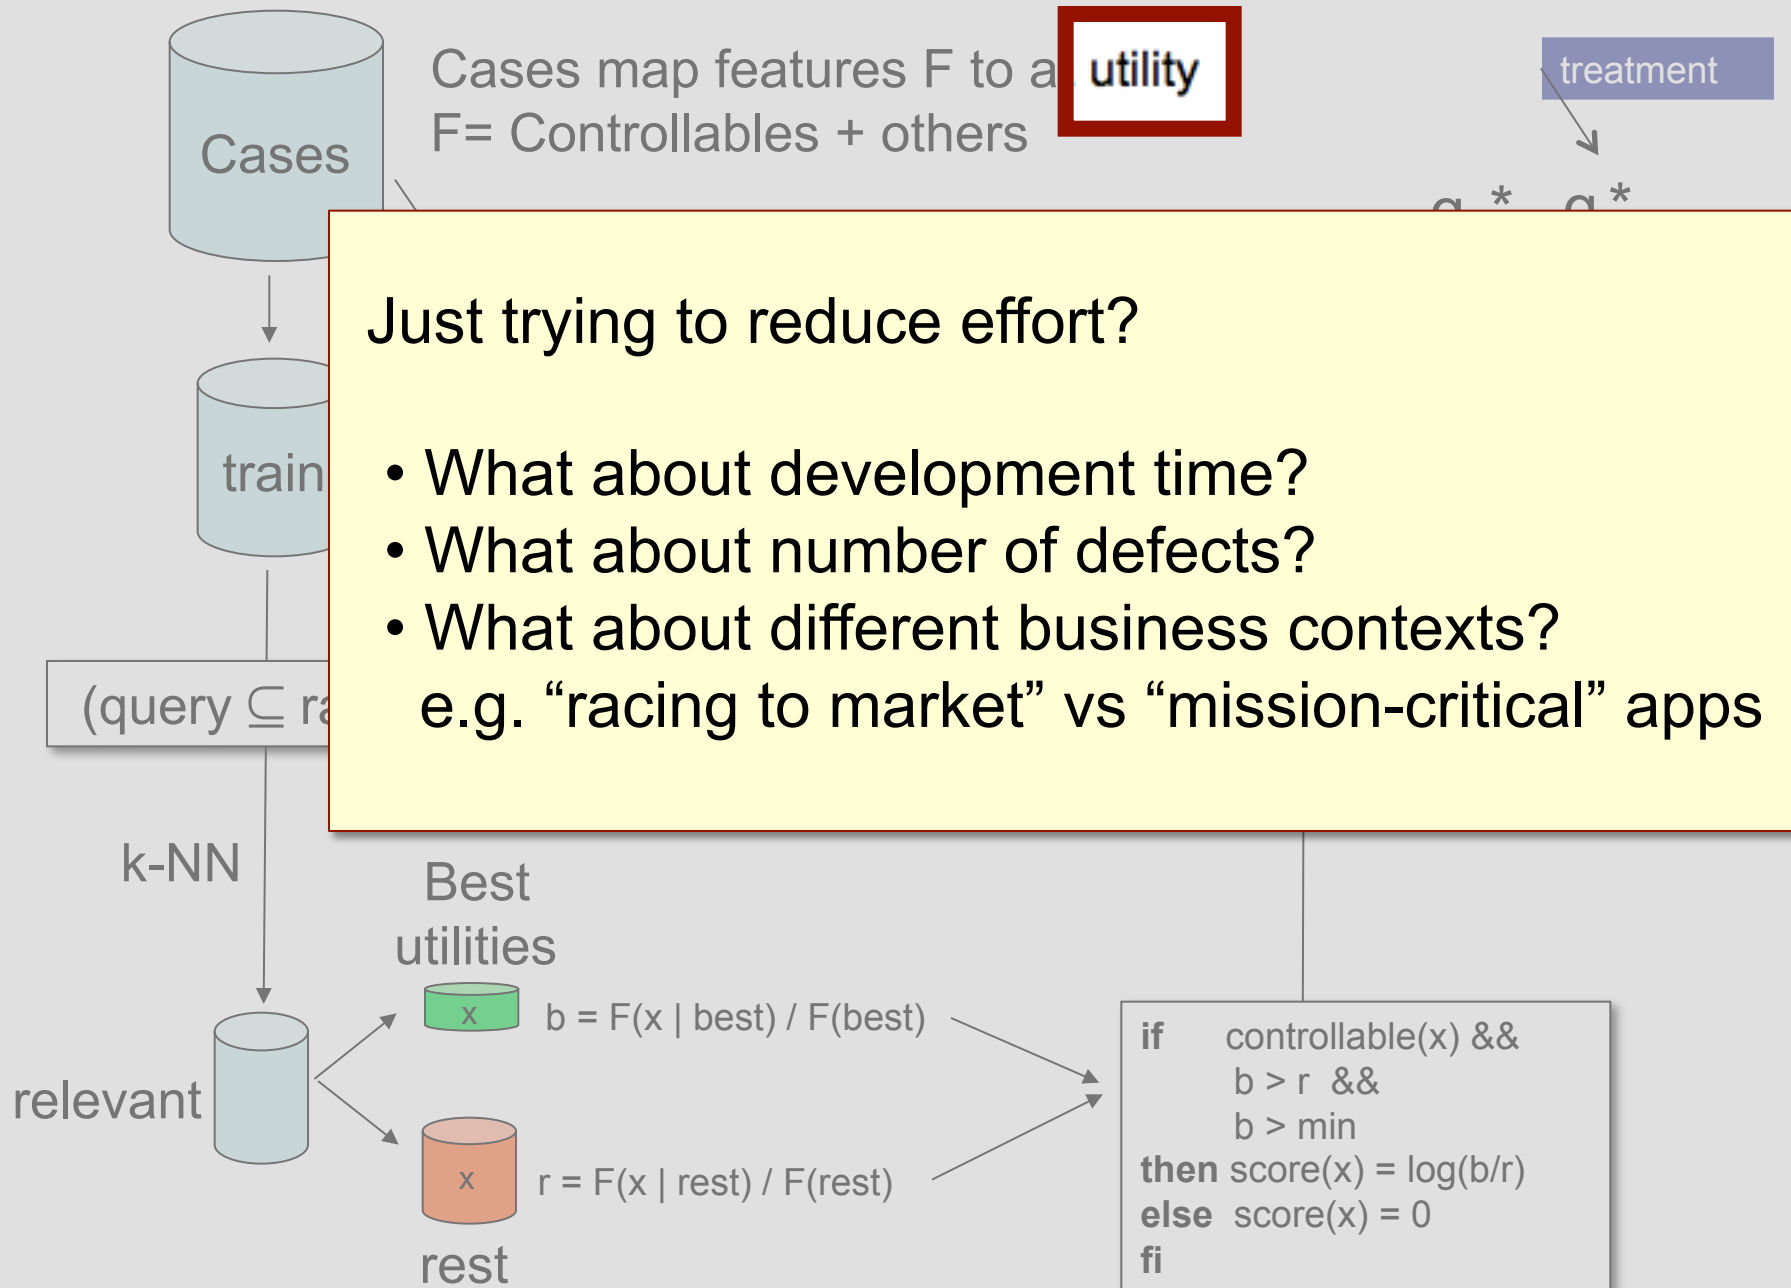 Cases map features F to a utility
F= Controllables + others
treatment
Cases
q * q *
Just trying to reduce effort?
• What about development time?
• What about number of defects?
• What about different business contexts?
e.g. “racing to market” vs “mission-critical” apps
train
(query ⊆ ra
k-NN
Best
utilities
x
b = F(x | best) / F(best)
relevant
x
r = F(x | rest) / F(rest)
rest
if controllable(x) &&
b > r &&
b > min
then score(x) = log(b/r)
else score(x) = 0
fi